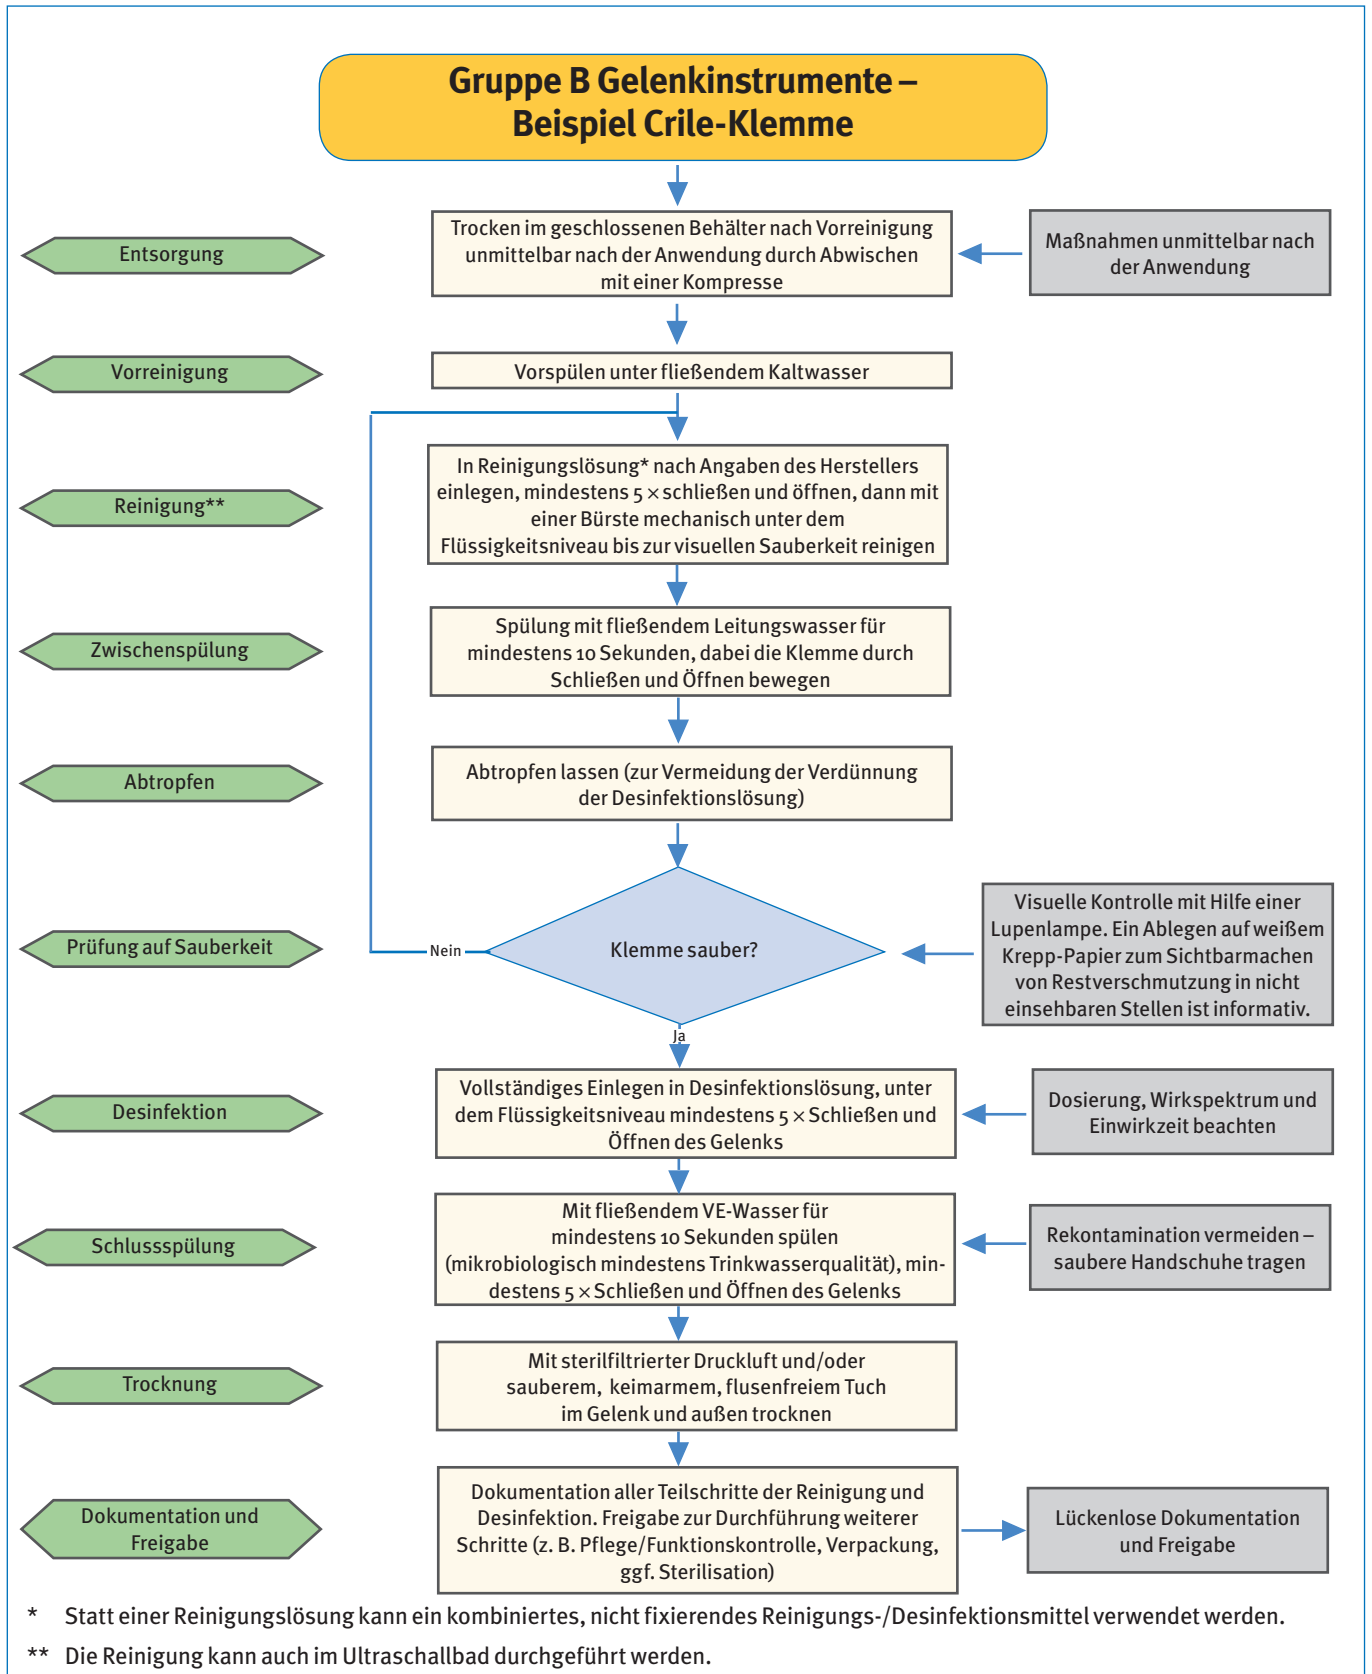 Gruppe B Gelenkinstrumente –
Beispiel Crile-Klemme
Entsorgung
Trocken im geschlossenen Behälter nach Vorreinigung
unmittelbar nach der Anwendung durch Abwischen
mit einer Kompresse
Maßnahmen unmittelbar nach
der Anwendung
Vorreinigung
Vorspülen unter fließendem Kaltwasser
Reinigung**
In Reinigungslösung* nach Angaben des Herstellers
einlegen, mindestens 5 × schließen und öffnen, dann mit
einer Bürste mechanisch unter dem
Flüssigkeitsniveau bis zur visuellen Sauberkeit reinigen
Zwischenspülung
Spülung mit fließendem Leitungswasser für
mindestens 10 Sekunden, dabei die Klemme durch
Schließen und Öffnen bewegen
Abtropfen
Abtropfen lassen (zur Vermeidung der Verdünnung
der Desinfektionslösung)
Prüfung auf Sauberkeit
Nein
Klemme sauber?
Visuelle Kontrolle mit Hilfe einer
Lupenlampe. Ein Ablegen auf weißem
Krepp-Papier zum Sichtbarmachen
von Restverschmutzung in nicht
einsehbaren Stellen ist informativ.
Ja
Desinfektion
Vollständiges Einlegen in Desinfektionslösung, unter
dem Flüssigkeitsniveau mindestens 5 × Schließen und
Öffnen des Gelenks
Dosierung, Wirkspektrum und
Einwirkzeit beachten
Schlussspülung
Mit fließendem VE-Wasser für
mindestens 10 Sekunden spülen
(mikrobiologisch mindestens Trinkwasserqualität), min-
destens 5 × Schließen und Öffnen des Gelenks
Rekontamination vermeiden –
saubere Handschuhe tragen
Trocknung
Mit sterilfiltrierter Druckluft und/oder
sauberem, keimarmem, flusenfreiem Tuch
im Gelenk und außen trocknen
Dokumentation und
Freigabe
Dokumentation aller Teilschritte der Reinigung und
Desinfektion. Freigabe zur Durchführung weiterer
Schritte (z. B. Pflege/Funktionskontrolle, Verpackung,
ggf. Sterilisation)
Lückenlose Dokumentation
und Freigabe
* Statt einer Reinigungslösung kann ein kombiniertes, nicht fixierendes Reinigungs-/Desinfektionsmittel verwendet werden.
** Die Reinigung kann auch im Ultraschallbad durchgeführt werden.